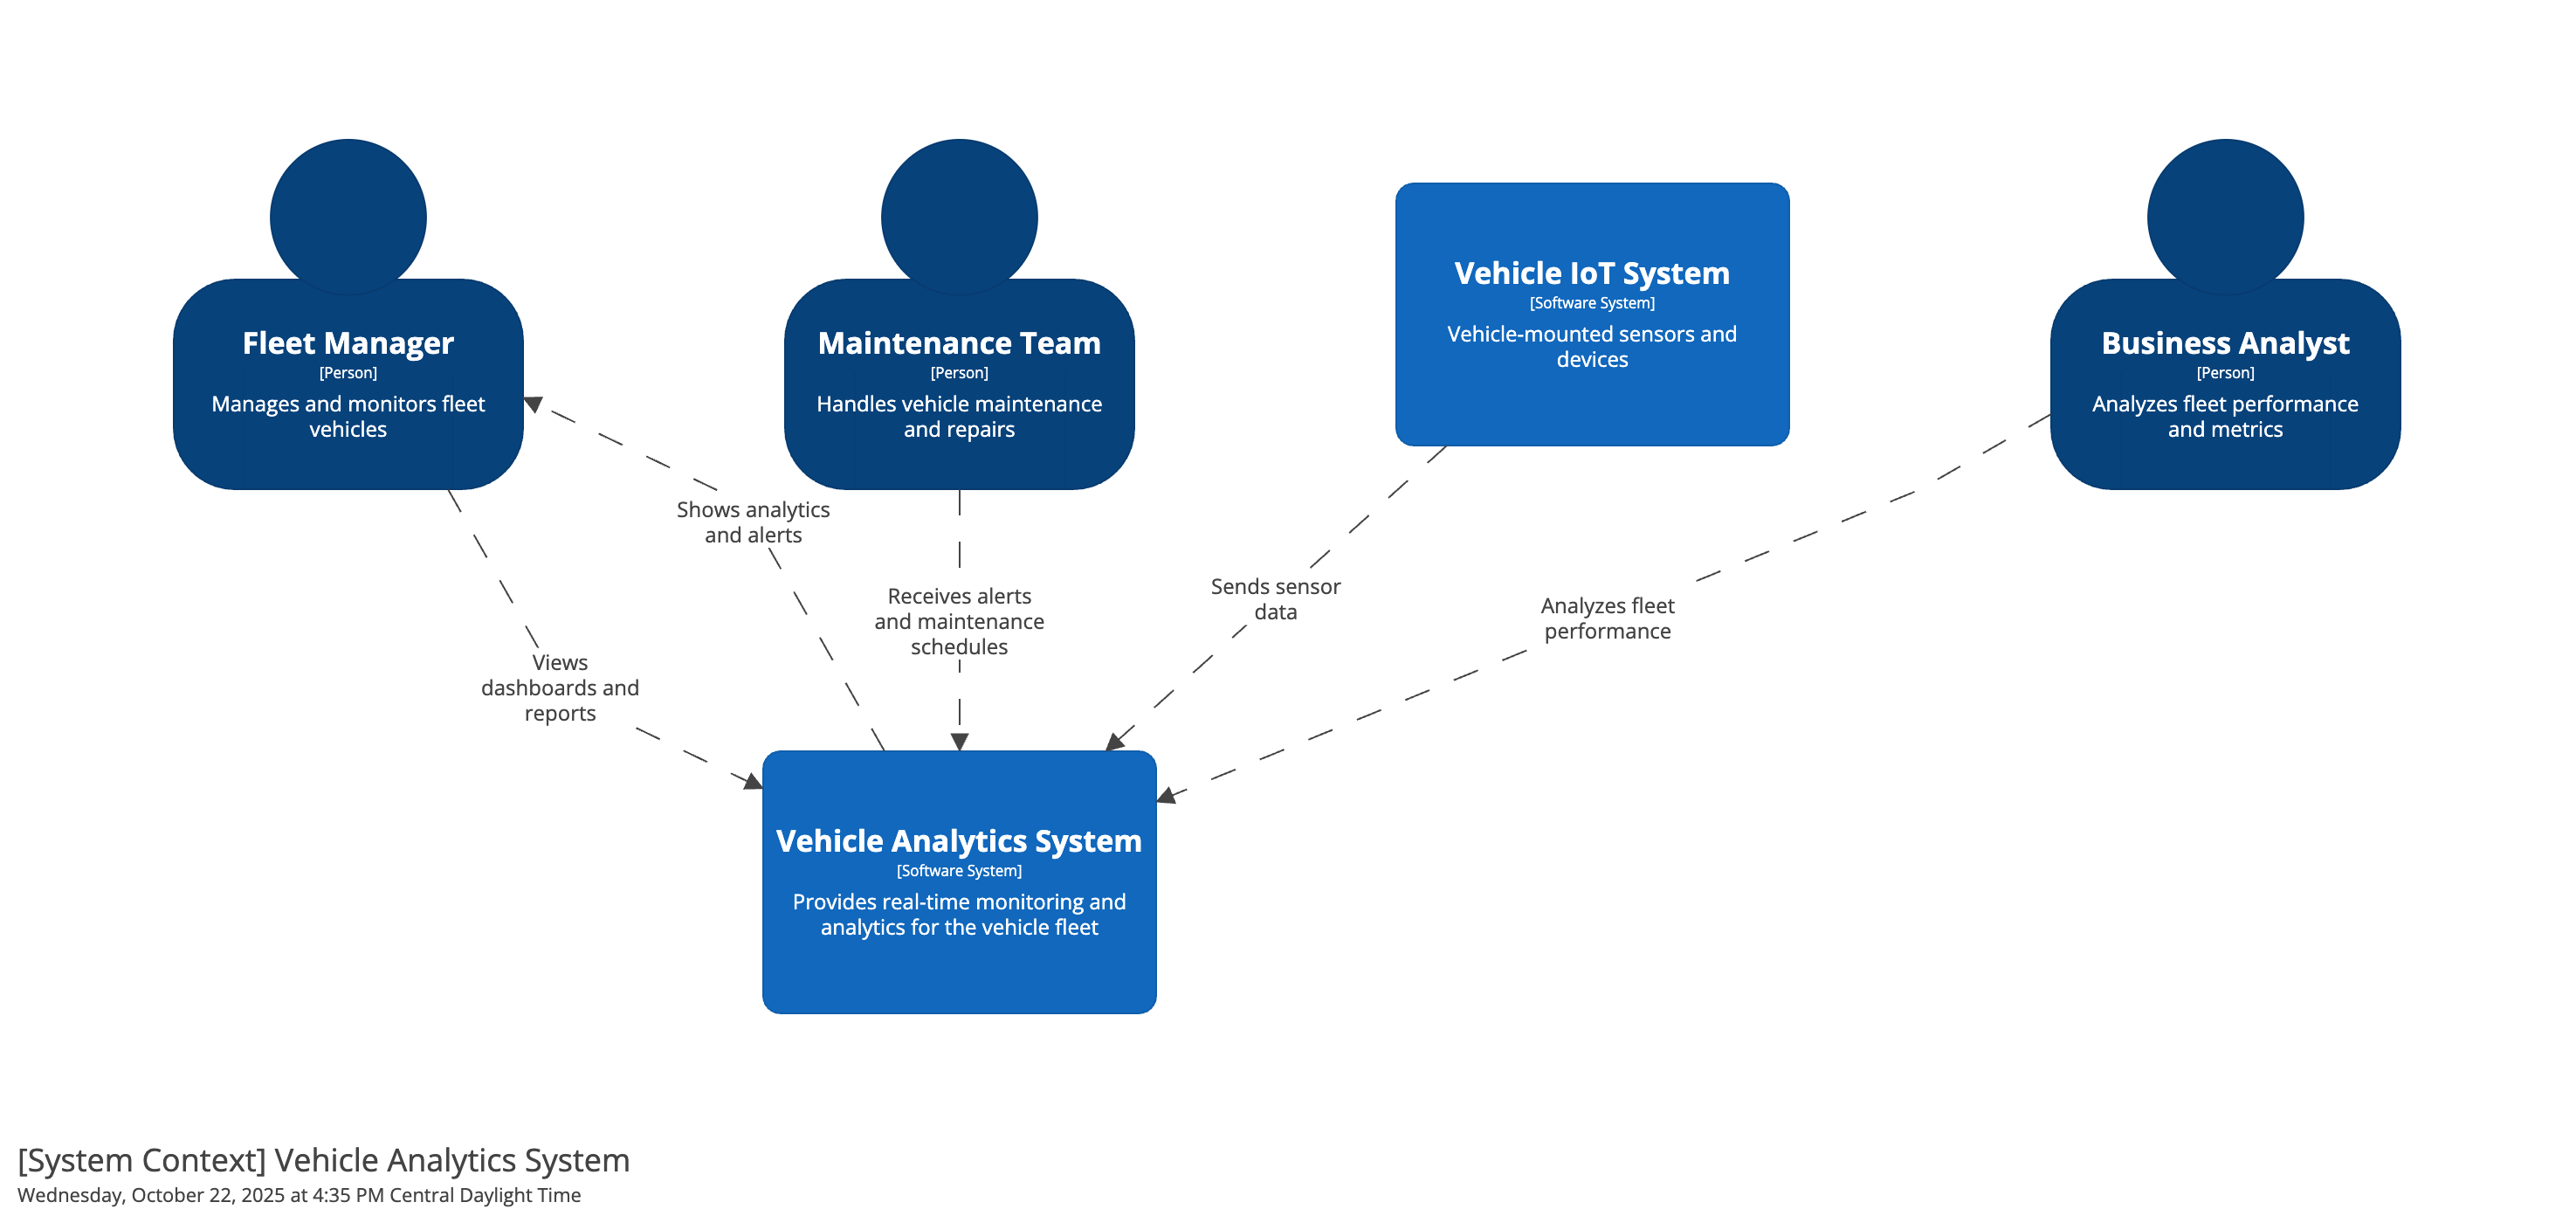 Fleet Manager
[Person]
Manages and monitors fleet
vehicles
Maintenance Team
[Person]
Handles vehicle maintenance
and repairs
Vehicle IoT System
[Software System]
Vehicle-mounted sensors and
devices
Business Analyst
[Person]
Analyzes fleet performance
and metrics
Shows analytics
and alerts
Receives alerts
and maintenance
schedules
Sends sensor
data
Analyzes fleet
performance
Views
dashboards and
reports
Vehicle Analytics System
[Software System]
Provides real-time monitoring and
analytics for the vehicle fleet
[System Context] Vehicle Analytics System
Wednesday, October 22, 2025 at 4:35 PM Central Daylight Time